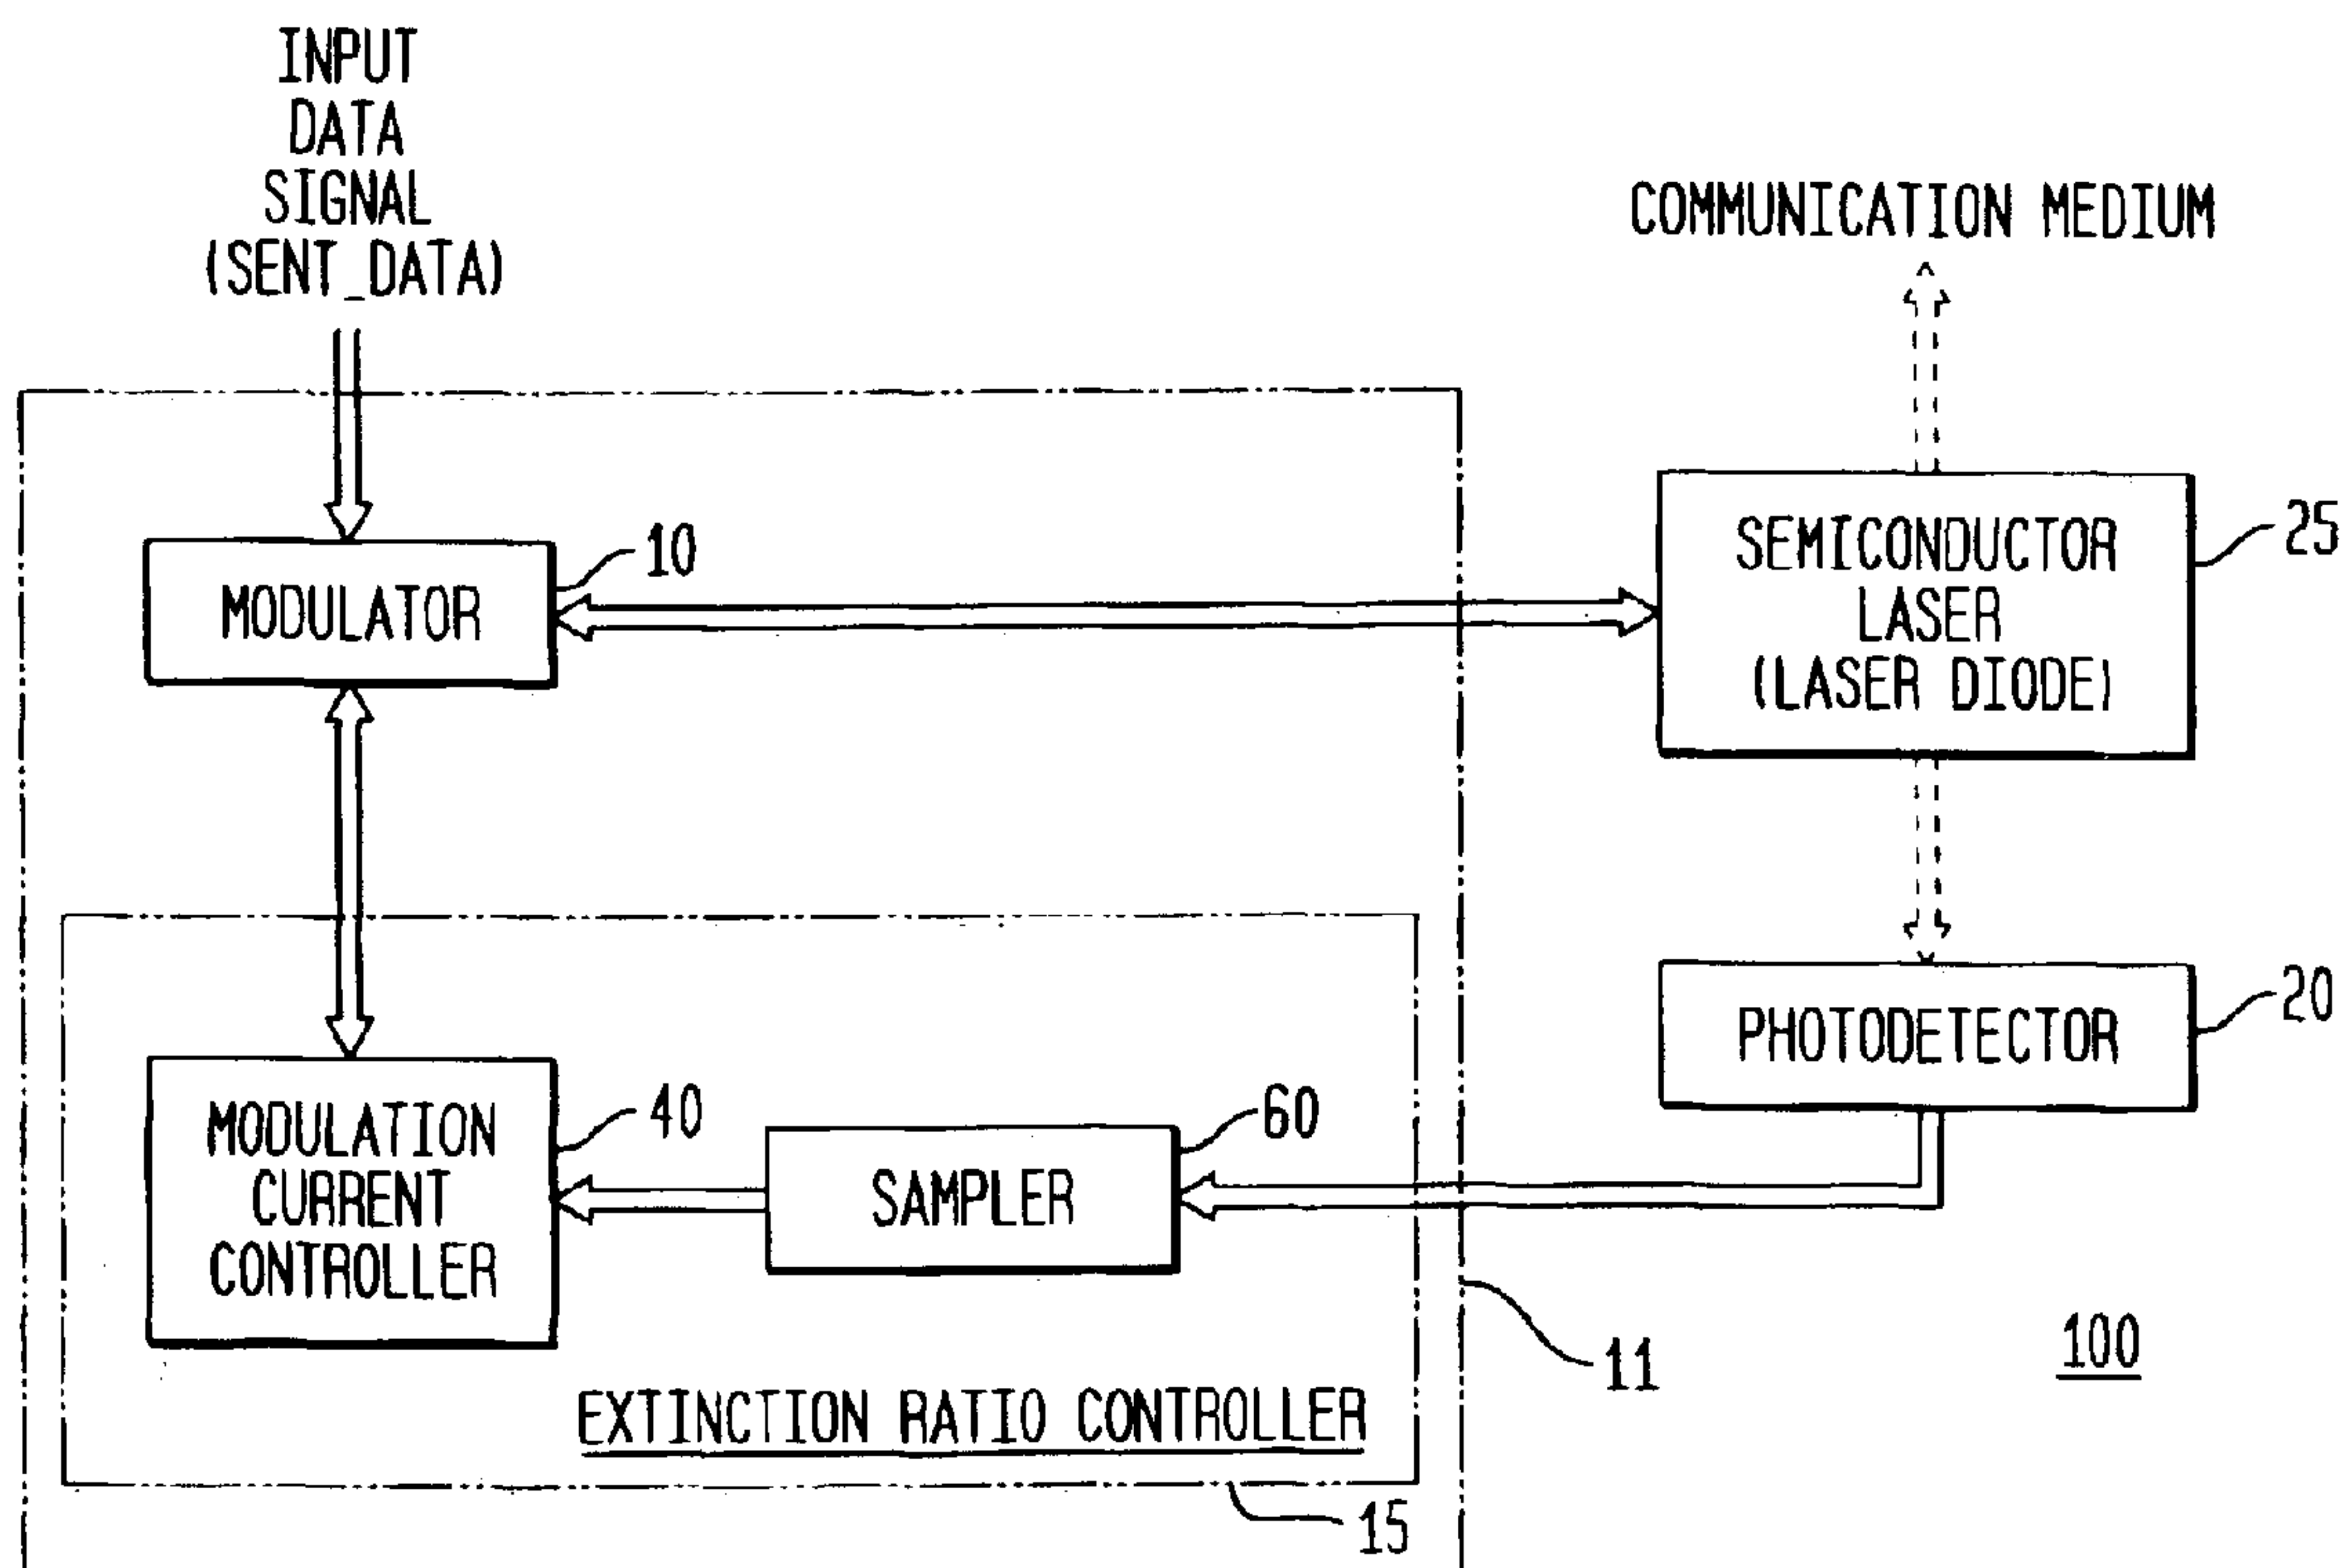 INPUT
DATA
SIGNAL
(SENT_DATA)
COMMUNICATION MEDIUM
10
MODULATOR
SEMICONDUCTOR
LASER
(LASER DIODE)
25
PHOTODETECTOR
20
MODULATION
CURRENT
CONTROLLER
40
SAMPLER
60
11
100
EXTINCTION RATIO CONTROLLER
15